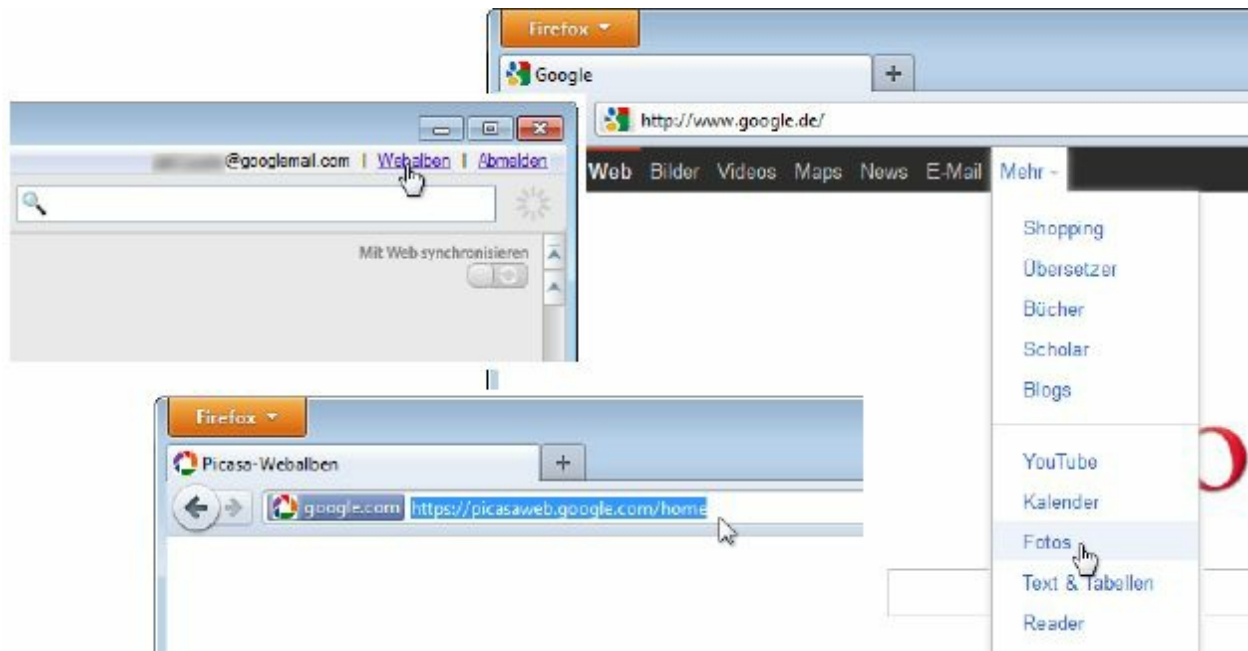 Firefox
Google
http://www.google.de/
Web Bilder Videos Maps News E-Mail Mehr
Shopping
Übersetzer
Bücher
Scholar
Blogs
YouTube
Kalender
Fotos
Text & Tabellen
Reader
@googlemail.com | Webalben | Abmelden
Mit Web synchronisieren
Firefox
Picasa-Webalben
google.com https://picasaweb.google.com/home